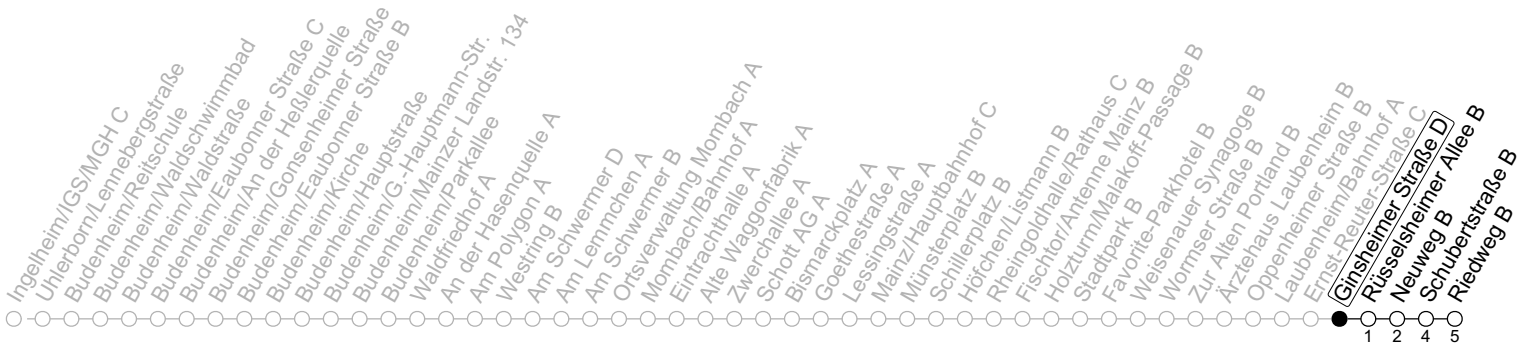 Ingelheim/IGS/MGH C
Uhlerborn/Lennebergstraße
Budenheim/Reitschule
Budenheim/Waldschwimmbad
Budenheim/Waldstraße
Budenheim/Eaubonner Straße C
Budenheim/An der Heßlerquelle
Budenheim/Gonsenheimer Straße
Budenheim/Eaubonner Straße B
Budenheim/Kirche
Budenheim/Hauptstraße
Budenheim/G.-Hauptmann-Str.
Budenheim/Mainzer Landstr. 134
Budenheim/Parkallee
Waldfriedhof A
An der Hasenquelle A
Am Polygon A
Westring B
Am Schwermer D
Am Lemmchen A
Am Schwermer B
Ortsverwaltung Mombach A
Mombach/Bahnhof A
Eintrachthalle A
Alte Waggonfabrik A
Zwerchallee A
Schott AG A
Bismarckplatz A
Goethestraße A
Lessingstraße A
Mainz/Hauptbahnhof C
Münsterplatz B
Schillerplatz B
Höfchen/Listmann B
Rheingoldhalle/Rathaus C
Fischtor/Antenne Mainz B
Holzturm/Malakoff-Passage B
Stadtpark B
Favorite-Parkhotel B
Weisenauer Synagoge B
Wormser Straße B
Zur Alten Portland B
Ärztehaus Laubenheim B
Oppenheimer Straße B
Laubenheim/Bahnhof A
Ernst-Reuter-Straße C
Ginsheimer Straße D
Rüsselsheimer Allee B
Neuweg B
Schubertstraße B
Riedweg B
1 2 4 5